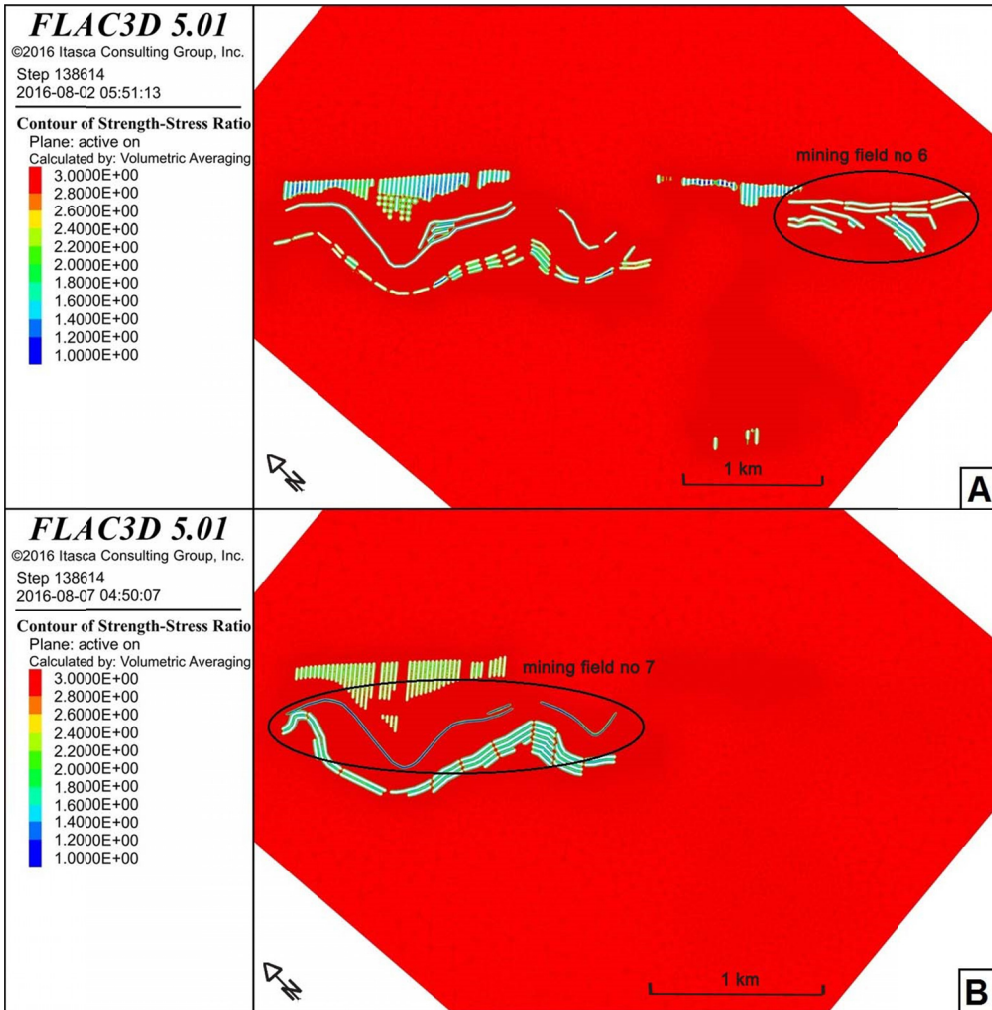 FLAC3D 5.01
©2016 Itasca Consulting Group, Inc.
Step 138614
2016-08-02 05:51:13
Contour of Strength-Stress Ratio
Plane: active on
Calculated by: Volumetric Averaging
3.0000E+00
2.8000E+00
2.6000E+00
2.4000E+00
2.2000E+00
2.0000E+00
1.8000E+00
1.6000E+00
1.4000E+00
1.2000E+00
1.0000E+00
mining field no 6
N
1 km
A
FLAC3D 5.01
©2016 Itasca Consulting Group, Inc.
Step 138614
2016-08-07 04:50:07
Contour of Strength-Stress Ratio
Plane: active on
Calculated by: Volumetric Averaging
3.0000E+00
2.8000E+00
2.6000E+00
2.4000E+00
2.2000E+00
2.0000E+00
1.8000E+00
1.6000E+00
1.4000E+00
1.2000E+00
1.0000E+00
mining field no 7
N
1 km
B